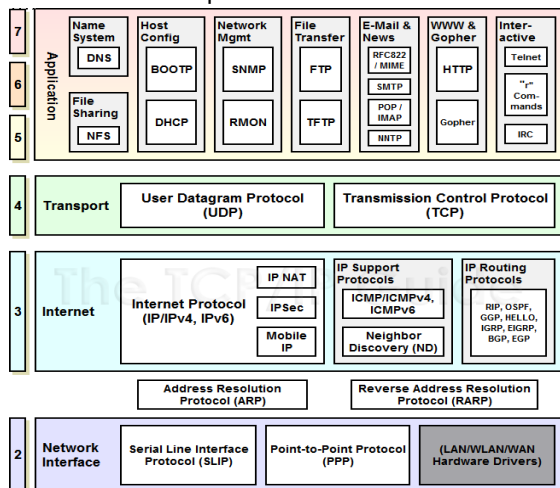 7
6
5
Application
Name
System
DNS
File
Sharing
NFS
Host
Config
BOOTP
DHCP
Network
Mgmt
SNMP
RMON
File
Transfer
FTP
TFTP
E-Mail &
News
RFC822
/ MIME
SMTP
POP /
IMAP
NNTP
WWW &
Gopher
HTTP
Gopher
Inter-
active
Telnet
"r"
Com-
mands
IRC
4
Transport
User Datagram Protocol
(UDP)
Transmission Control Protocol
(TCP)
The TCP/IP Guide
3
Internet
Internet Protocol
(IP/IPv4, IPv6)
IP NAT
IPSec
Mobile
IP
IP Support
Protocols
ICMP/ICMPv4,
ICMPv6
Neighbor
Discovery (ND)
IP Routing
Protocols
RIP, OSPF,
GGP, HELLO,
IGRP, EIGRP,
BGP, EGP
Address Resolution
Protocol (ARP)
Reverse Address Resolution
Protocol (RARP)
2
Network
Interface
Serial Line Interface
Protocol (SLIP)
Point-to-Point Protocol
(PPP)
(LAN/WLAN/WAN
Hardware Drivers)